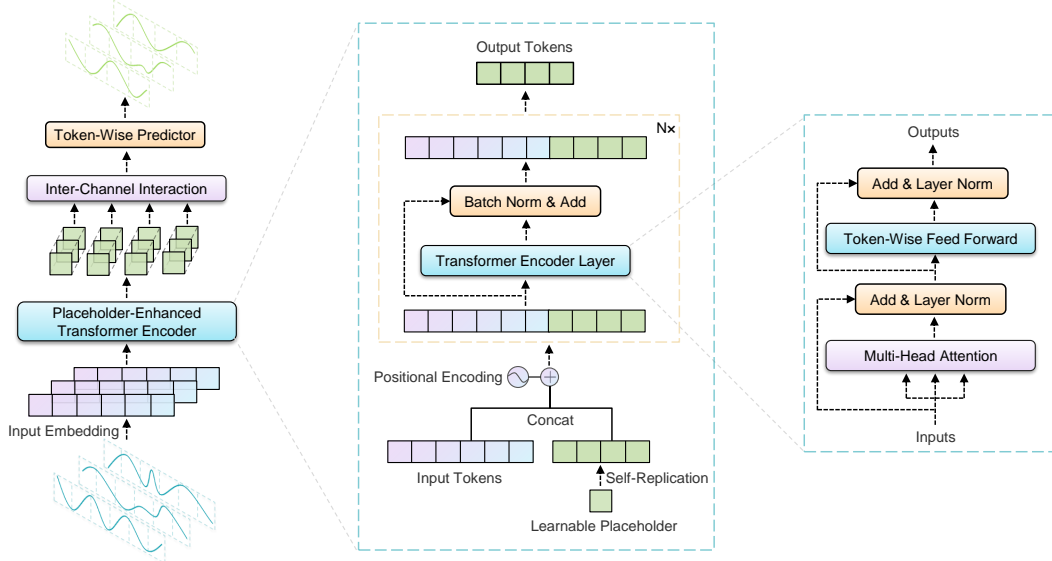 Token-Wise Predictor
Inter-Channel Interaction
Placeholder-Enhanced
Transformer Encoder
Input Embedding
Output Tokens
N×
Batch Norm & Add
Transformer Encoder Layer
Positional Encoding
Concat
Input Tokens
Self-Replication
Learnable Placeholder
Outputs
Add & Layer Norm
Token-Wise Feed Forward
Add & Layer Norm
Multi-Head Attention
Inputs